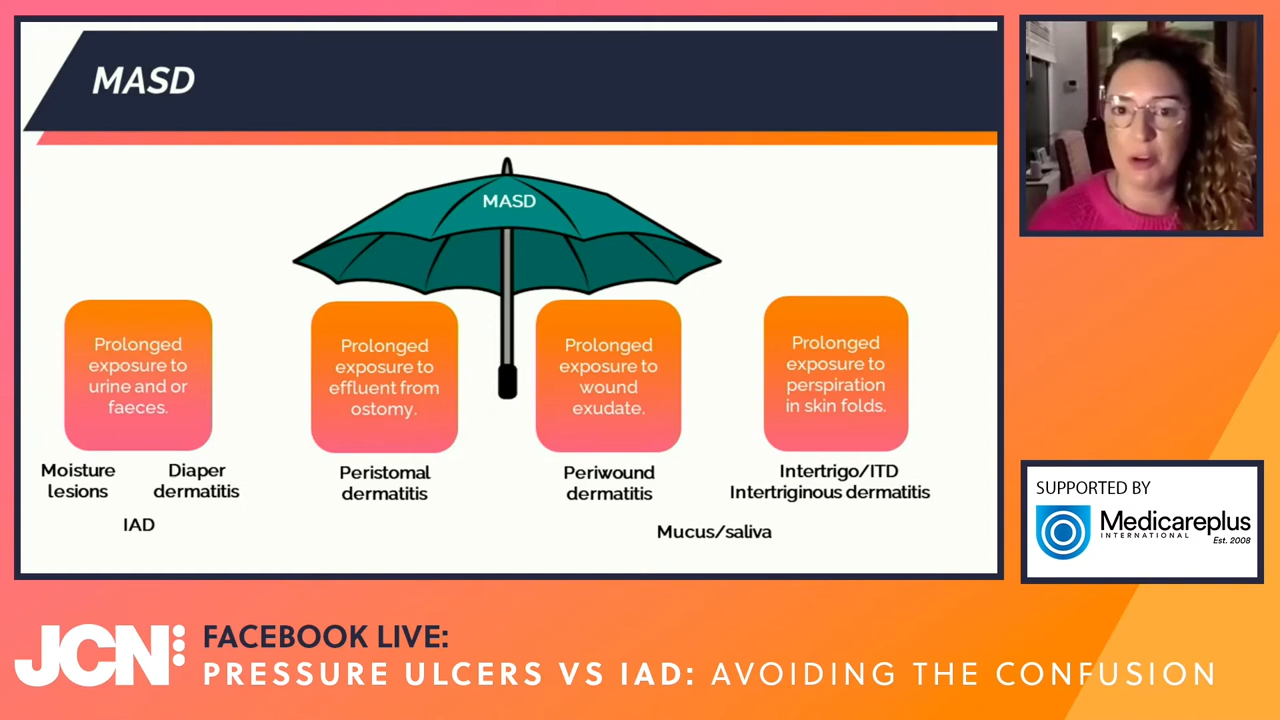 MASD
MASD
Prolonged
exposure to
urine and or
faeces.
Prolonged
exposure to
effluent from
ostomy.
Prolonged
exposure to
wound
exudate.
Prolonged
exposure to
perspiration
in skin folds.
Moisture
lesions
Diaper
dermatitis
IAD
Peristomal
dermatitis
Periwound
dermatitis
Intertrigo/ITD
Intertriginous dermatitis
Mucus/saliva
SUPPORTED BY
Medicareplus
INTERNATIONAL
Est. 2008
JCN
FACEBOOK LIVE:
PRESSURE ULCERS VS IAD: AVOIDING THE CONFUSION